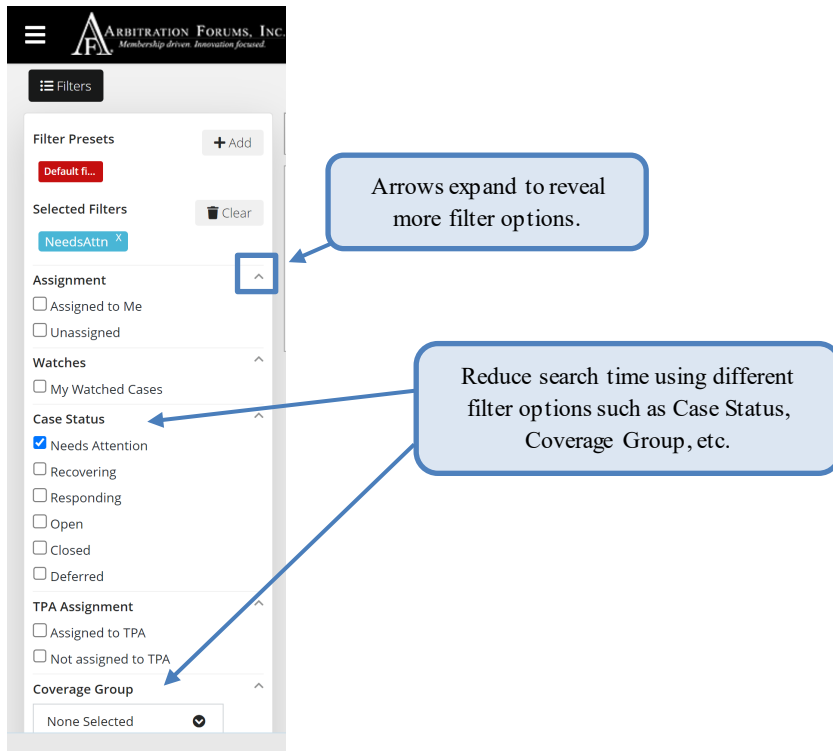 ARBITRATION FORUMS, INC.
Membership driven. Innovation focused.
Filters
Filter Presets
+ Add
Default fi...
Selected Filters
Clear
NeedsAttn X
Assignment
Assigned to Me
Unassigned
Watches
My Watched Cases
Case Status
Needs Attention
Recovering
Responding
Open
Closed
Deferred
TPA Assignment
Assigned to TPA
Not assigned to TPA
Coverage Group
None Selected
Arrows expand to reveal
more filter options.
Reduce search time using different
filter options such as Case Status,
Coverage Group, etc.